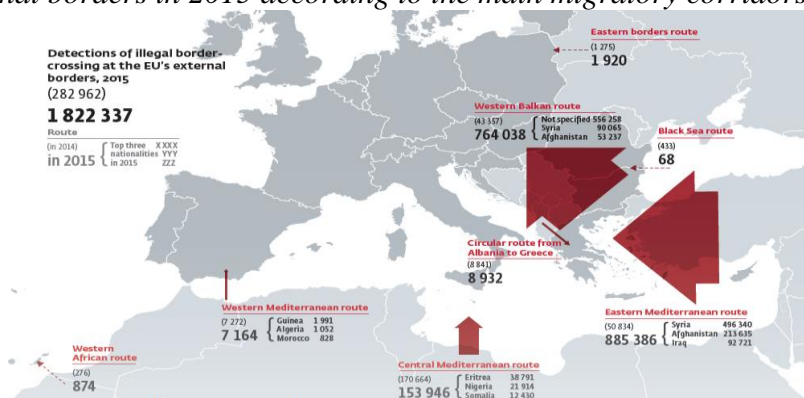 nal borders in 2015 according to the main migratory corridors
Detections of illegal border-
crossing at the EU's external
borders, 2015
(282 962)
1 822 337
Route
(in 2014)
in 2015
Top three XXXX
nationalities YYY
in 2015 ZZZ
Eastern borders route
(1 275)
1 920
Western Balkan route
(43 357)
764 038
Not specified 556 258
Syria 90 065
Afghanistan 53 237
Black Sea route
(433)
68
Circular route from
Albania to Greece
(8 841)
8 932
Western Mediterranean route
(7 272)
7 164
Guinea 1 991
Algeria 1 052
Morocco 828
Eastern Mediterranean route
(50 834)
885 386
Syria 496 340
Afghanistan 213 635
Iraq 92 721
Western
African route
(276)
874
Central Mediterranean route
(170 664)
153 946
Eritrea 38 791
Nigeria 21 914
Somalia 12 430